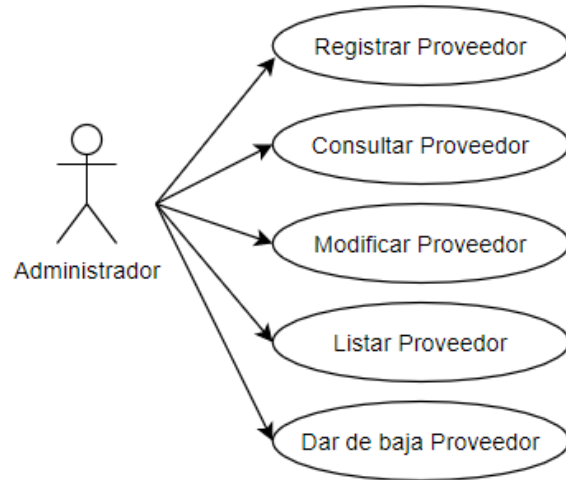 Registrar Proveedor
Consultar Proveedor
Modificar Proveedor
Administrador
Listar Proveedor
Dar de baja Proveedor